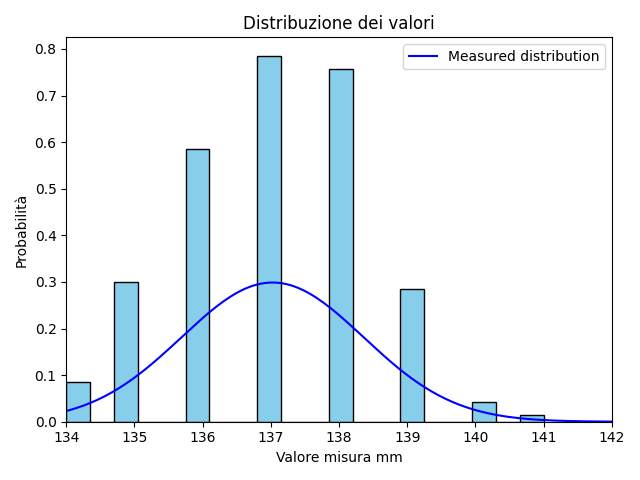 Distribuzione dei valori
Measured distribution
0.8
0.7
0.6
0.5
0.4
0.3
0.2
0.1
0.0
Probabilità
134 135 136 137 138 139 140 141 142
Valore misura mm